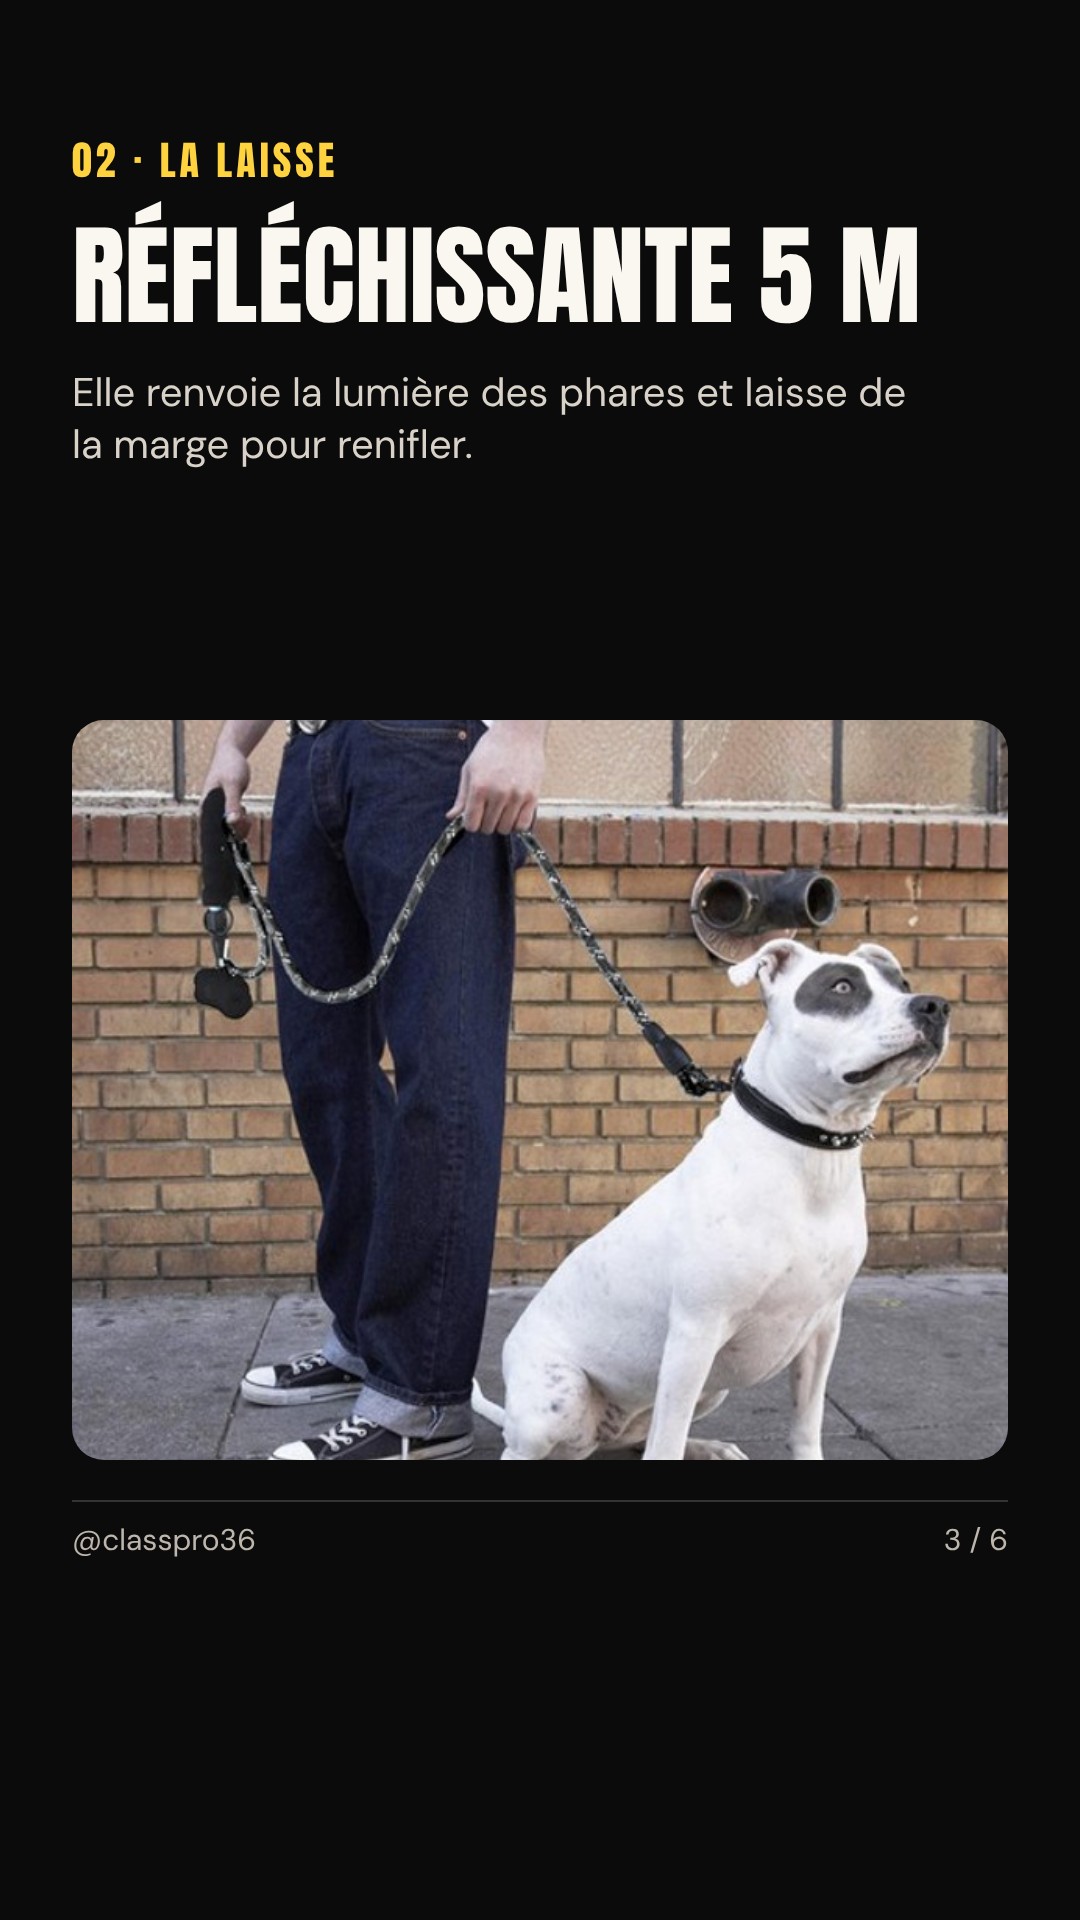 02 · LA LAISSE
RÉFLÉCHISSANTE 5 M
Elle renvoie la lumière des phares et laisse de
la marge pour renifler.
@classpro36
3 / 6